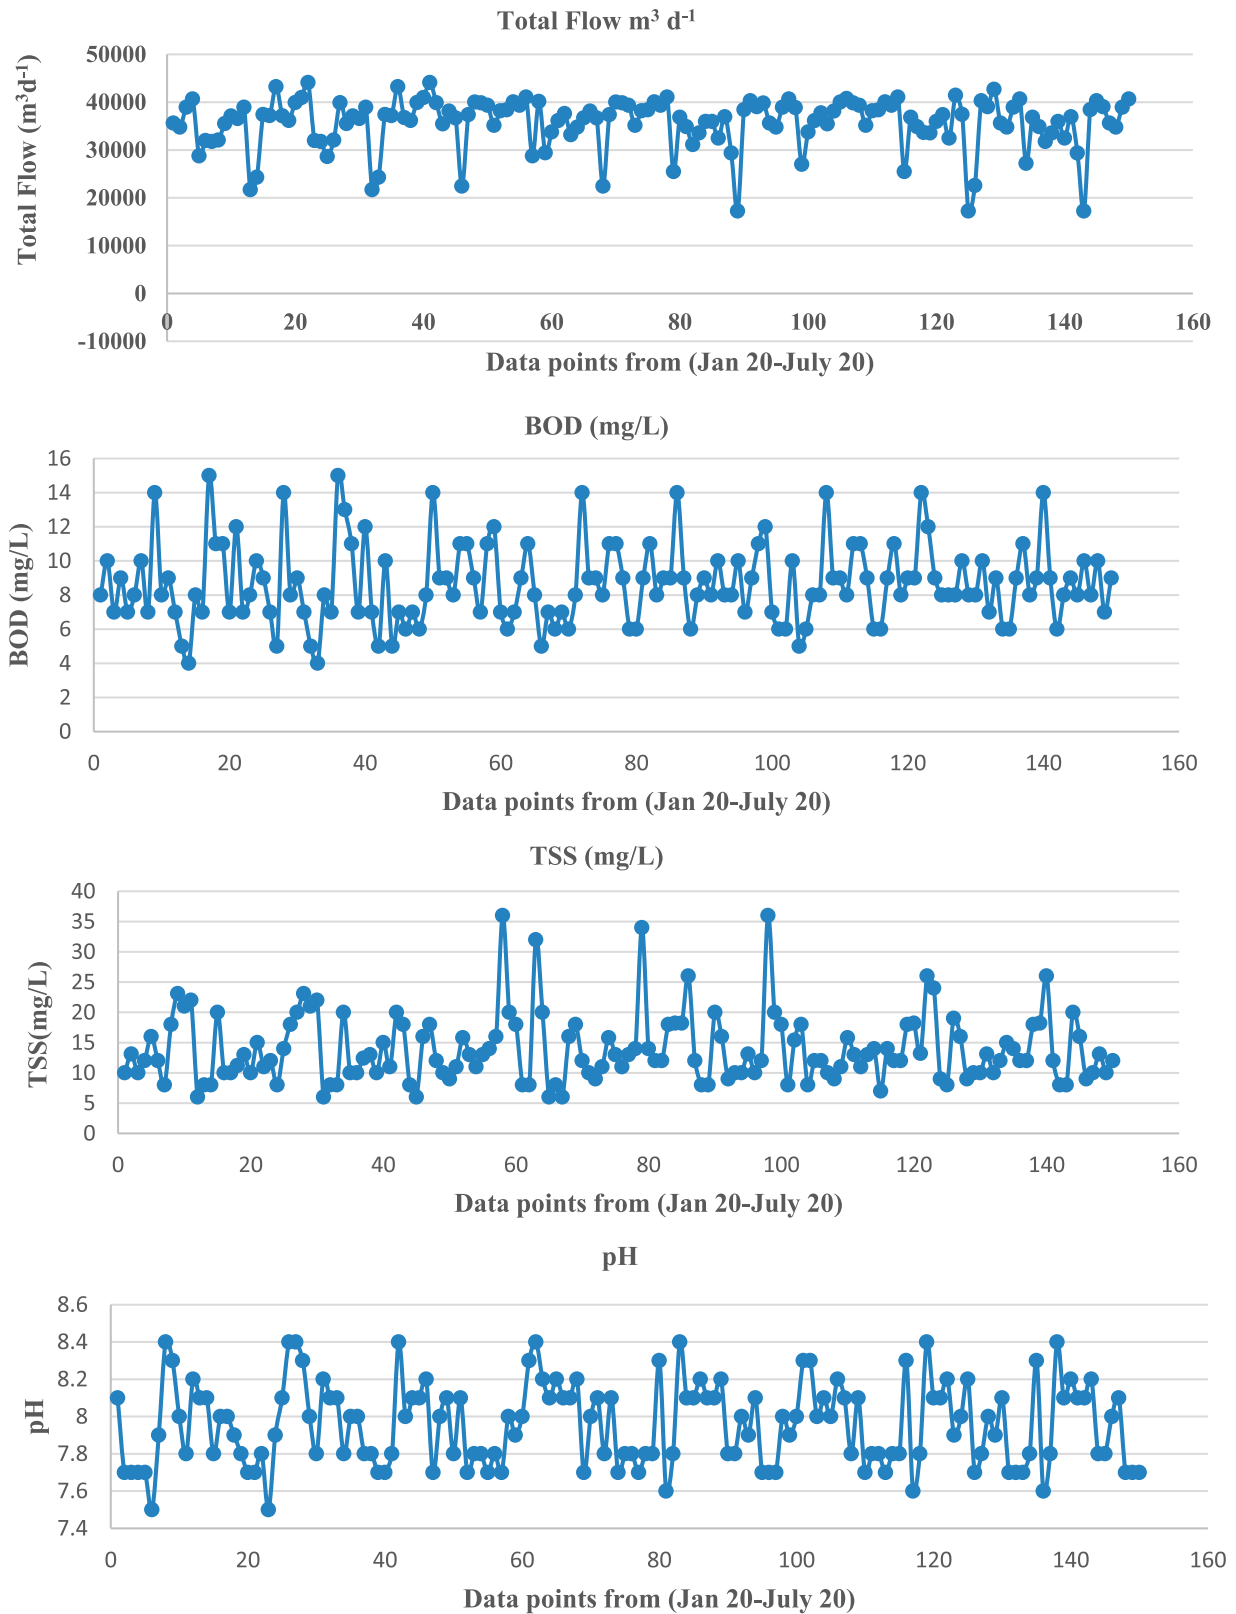 Total Flow m³ d⁻¹
Total Flow (m³d⁻¹)
50000
40000
30000
20000
10000
0
-10000
0 20 40 60 80 100 120 140 160
Data points from (Jan 20-July 20)
BOD (mg/L)
BOD (mg/L)
16
14
12
10
8
6
4
2
0
0 20 40 60 80 100 120 140 160
Data points from (Jan 20-July 20)
TSS (mg/L)
TSS(mg/L)
40
35
30
25
20
15
10
5
0
0 20 40 60 80 100 120 140 160
Data points from (Jan 20-July 20)
pH
pH
8.6
8.4
8.2
8
7.8
7.6
7.4
0 20 40 60 80 100 120 140 160
Data points from (Jan 20-July 20)